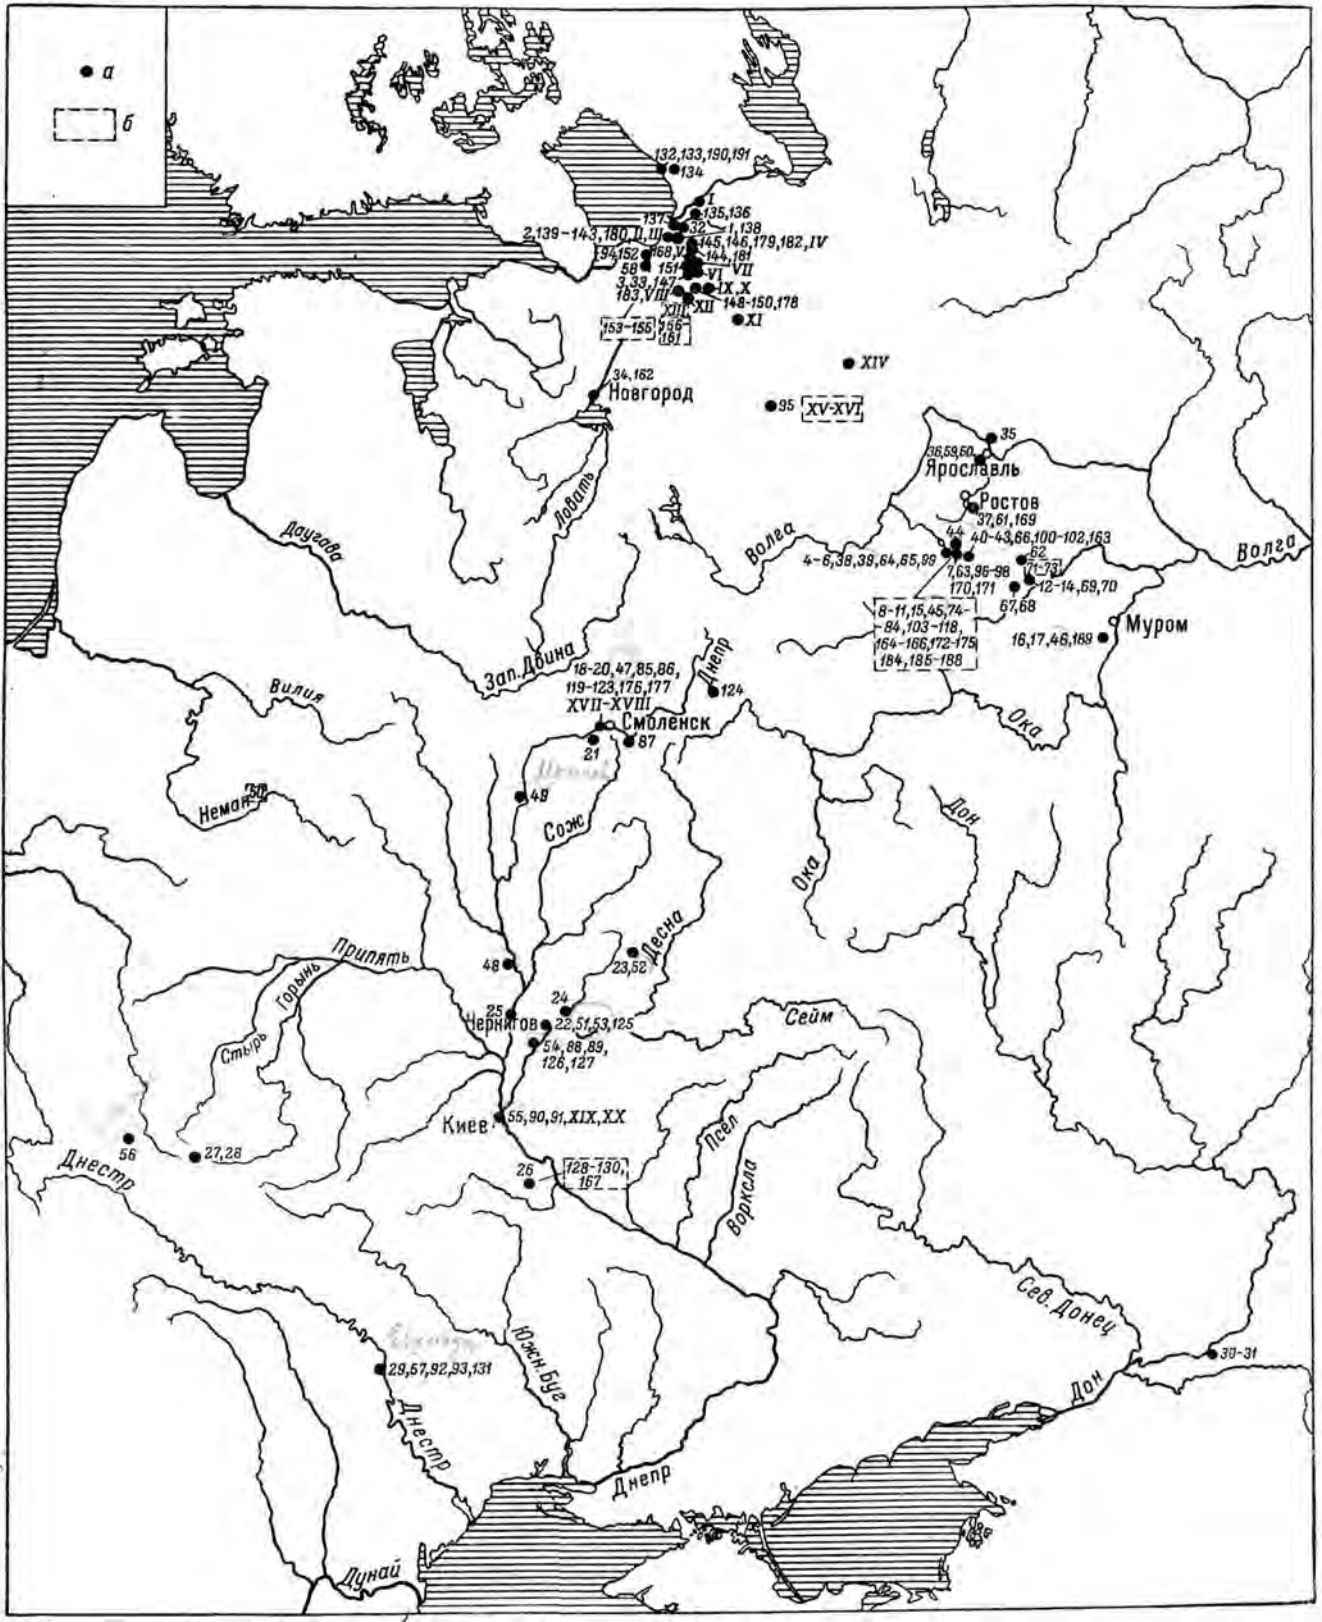 а
б
132,133,190,191
134
I
135,136
137
32
1,138
2,139-143,180,II,III
145,146,179,182,IV
94
152
168,V
144,181
58
151
VI
VII
3,33,147
IX,X
183,VIII
148-150,178
XIII
XII
XI
153-155
156-
161
XIV
34,162
Новгород
95
XV-XVI
35
36,59,60
Ярославль
Ростов
37,61,169
Ловать
Даугава
Волга
44
40-43,66,100-102,163
Волга
4-6,38,39,64,65,99
62
7,63,96-98
71-73
170,171
12-14,69,70
67,68
8-11,15,45,74-
-84,103-118,
164-166,172-175
184,185-188
Муром
16,17,46,189
Зап. Двина
18-20,47,85,86,
119-123,176,177
XVII-XVIII
Днепр
124
Вилия
Смоленск
21
87
Ока
49
Неман
50
Сож
Дон
Ока
Десна
23,52
Припять
48
Горынь
24
25
Чернигов
22,51,53,125
Сейм
Стырь
54,88,89,
126,127
Киев
55,90,91,XIX,XX
Псёл
56
27,28
Днестр
26
128-130,
167
Ворксла
Сев. Донец
Южн. Буг
29,57,92,93,131
30-31
Дон
Днестр
Днепр
Дунай